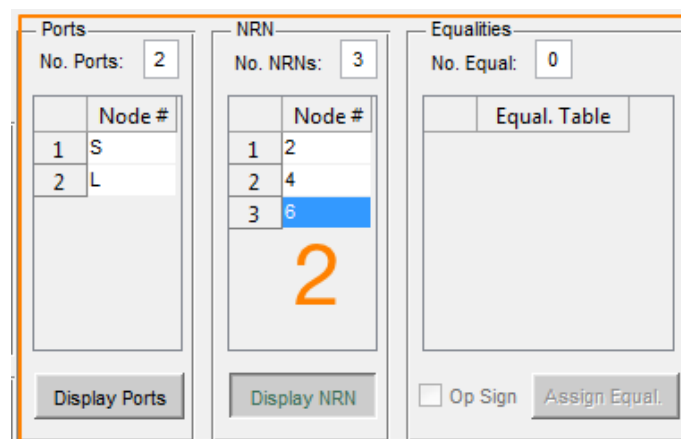 Ports
No. Ports: 2
Node #
1 S
2 L
Display Ports
NRN
No. NRNs: 3
Node #
1 2
2 4
3 6
2
Display NRN
Equalities
No. Equal: 0
Equal. Table
Op Sign Assign Equal.